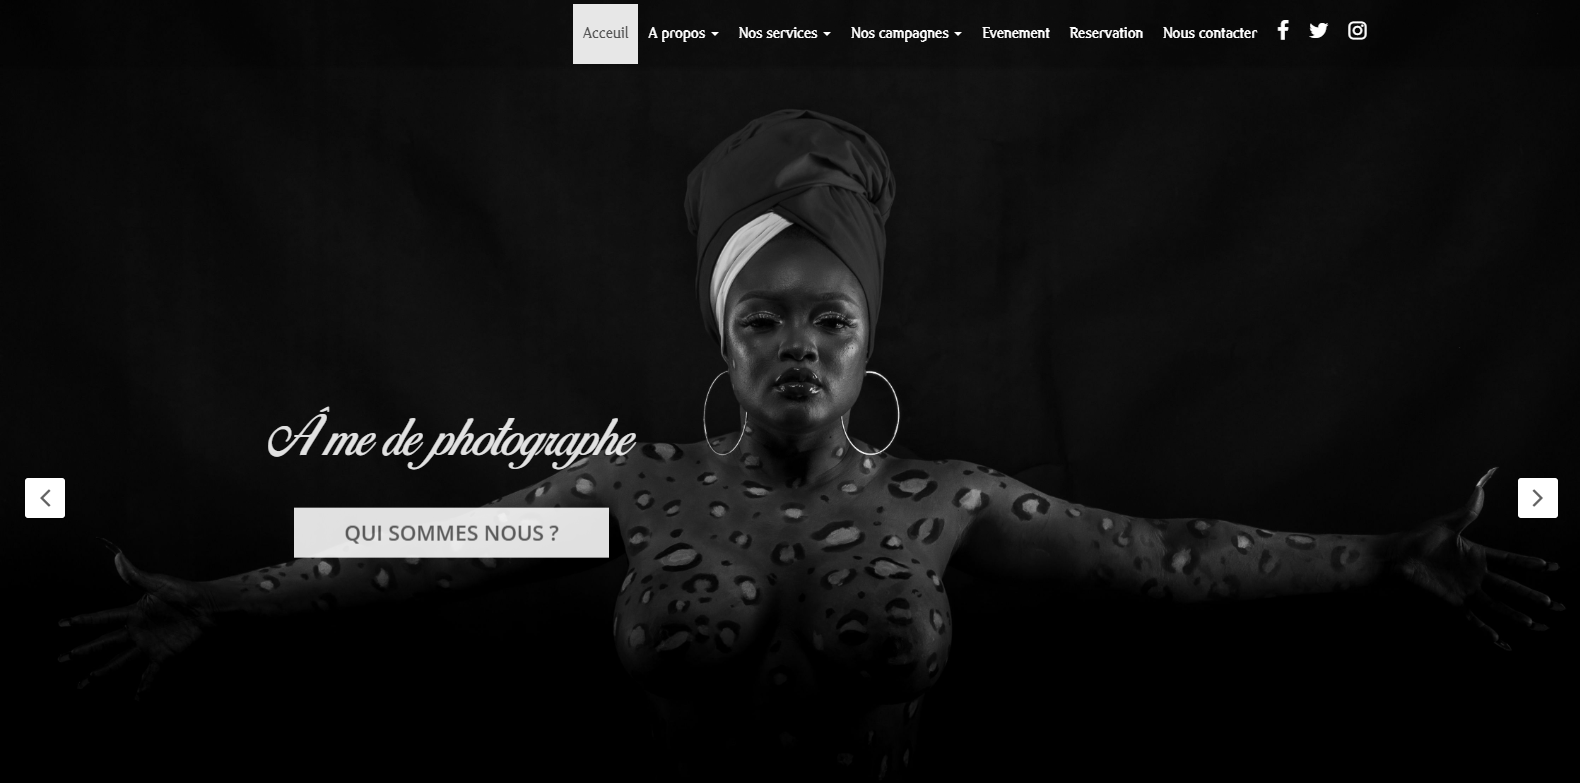 Acceuil A propos Nos services Nos campagnes Evenement Reservation Nous contacter
Â me de photographe
QUI SOMMES NOUS ?